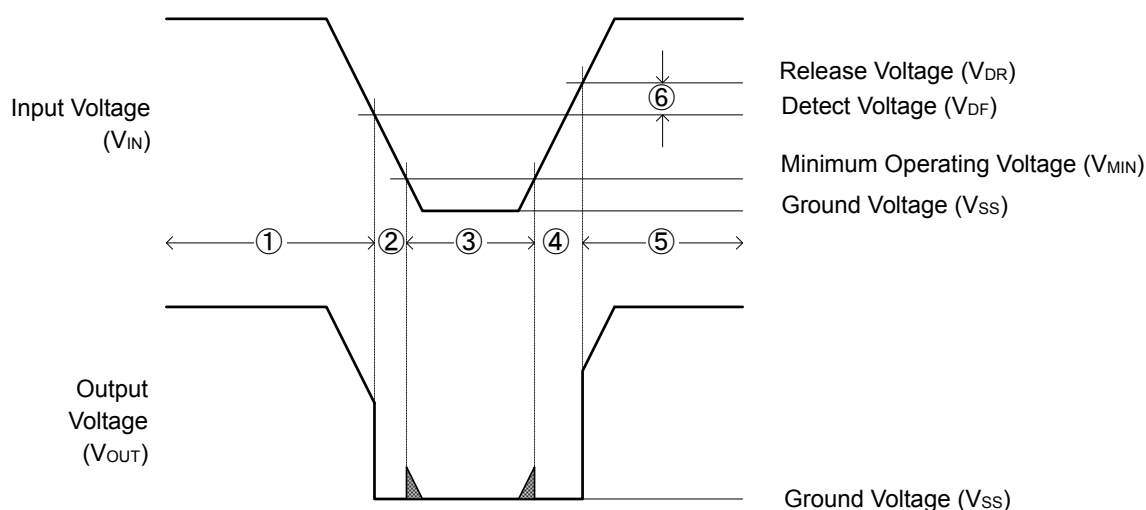 Release Voltage (VDR)
Input Voltage
(VIN)
⑥
Detect Voltage (VDF)
Minimum Operating Voltage (VMIN)
Ground Voltage (VSS)
① ② ③ ④ ⑤
Output
Voltage
(VOUT)
Ground Voltage (VSS)